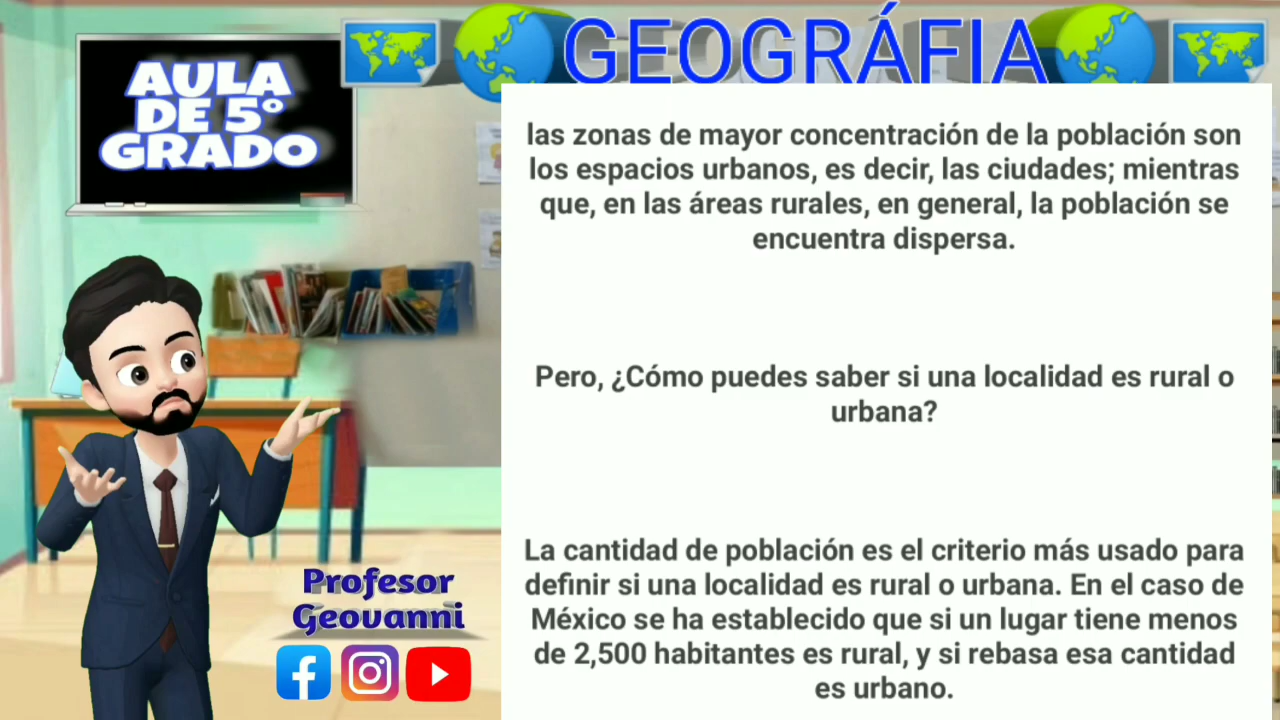 GEOGRÁFIA
AULA
DE 5º
GRADO
las zonas de mayor concentración de la población son
los espacios urbanos, es decir, las ciudades; mientras
que, en las áreas rurales, en general, la población se
encuentra dispersa.
Pero, ¿Cómo puedes saber si una localidad es rural o
urbana?
La cantidad de población es el criterio más usado para
definir si una localidad es rural o urbana. En el caso de
México se ha establecido que si un lugar tiene menos
de 2,500 habitantes es rural, y si rebasa esa cantidad
es urbano.
Profesor
Geovanni